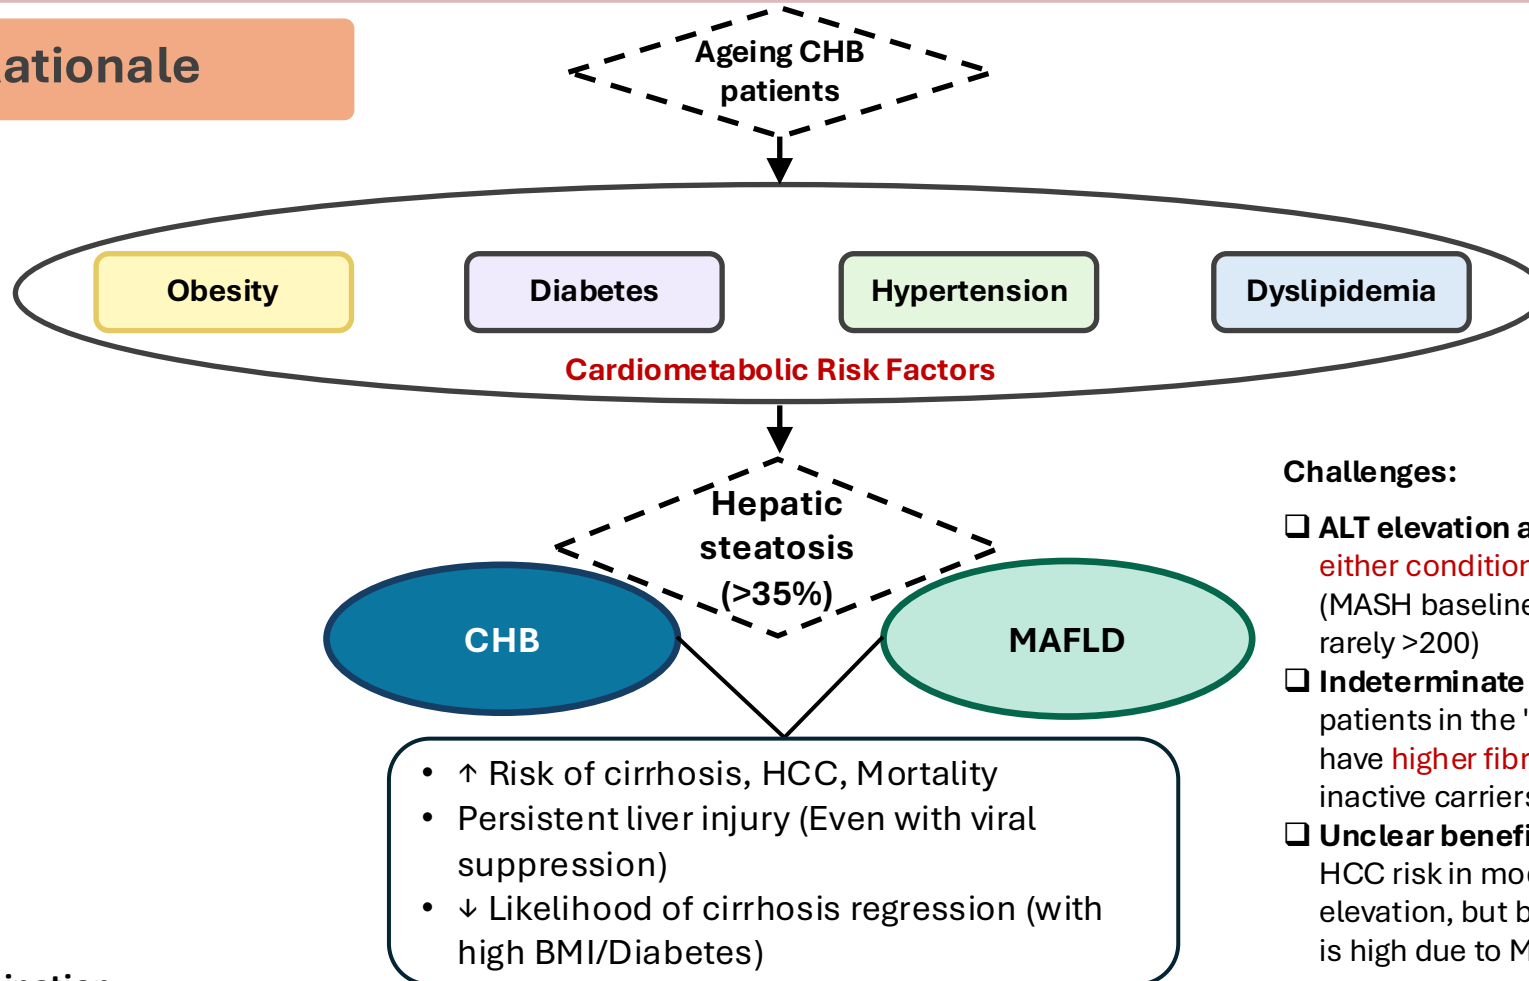 ationale
Ageing CHB
patients
Obesity
Diabetes
Hypertension
Dyslipidemia
Cardiometabolic Risk Factors
Hepatic
steatosis
(>35%)
CHB
MAFLD
• ↑ Risk of cirrhosis, HCC, Mortality
• Persistent liver injury (Even with viral
suppression)
• ↓ Likelihood of cirrhosis regression (with
high BMI/Diabetes)
Challenges:
❑ ALT elevation a
either condition
(MASH baseline
rarely >200)
❑ Indeterminate
patients in the '
have higher fibr
inactive carriers
❑ Unclear benefi
HCC risk in mod
elevation, but b
is high due to M